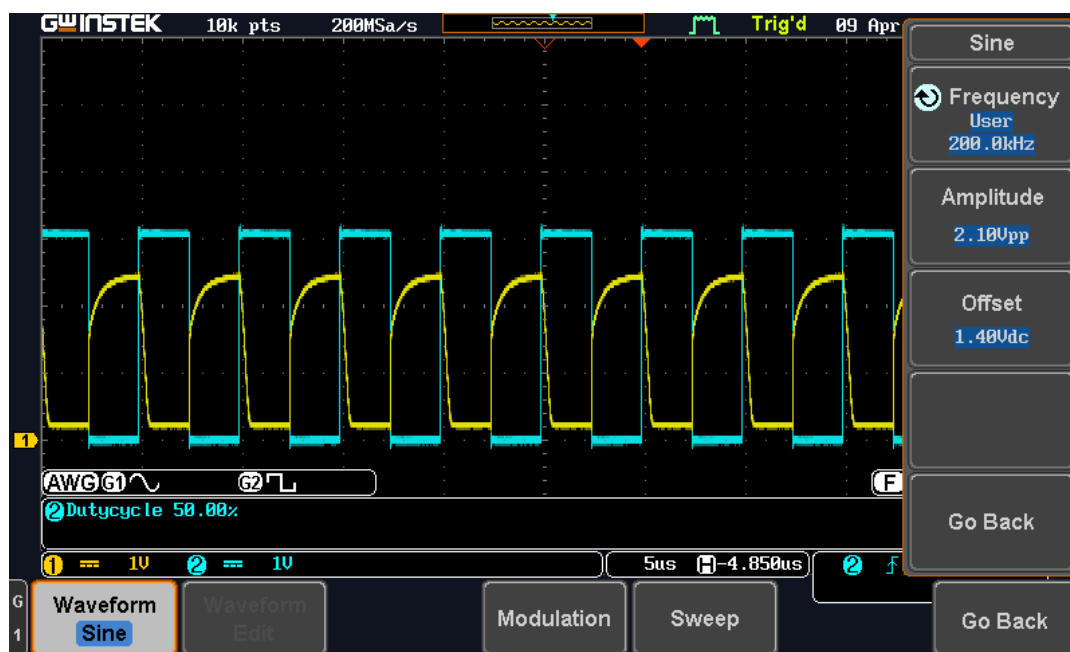 GWINSTEK 10k pts 200MSa/s Trig'd 09 Apr
Sine
Frequency
User
200.0kHz
Amplitude
2.10Vpp
Offset
1.40Vdc
1
AWG G1 G2 F
2 Dutycycle 50.00%
1 1V 2 1V 5us H -4.850us 2
Go Back
G
1
Waveform
Sine
Waveform
Edit
Modulation
Sweep
Go Back